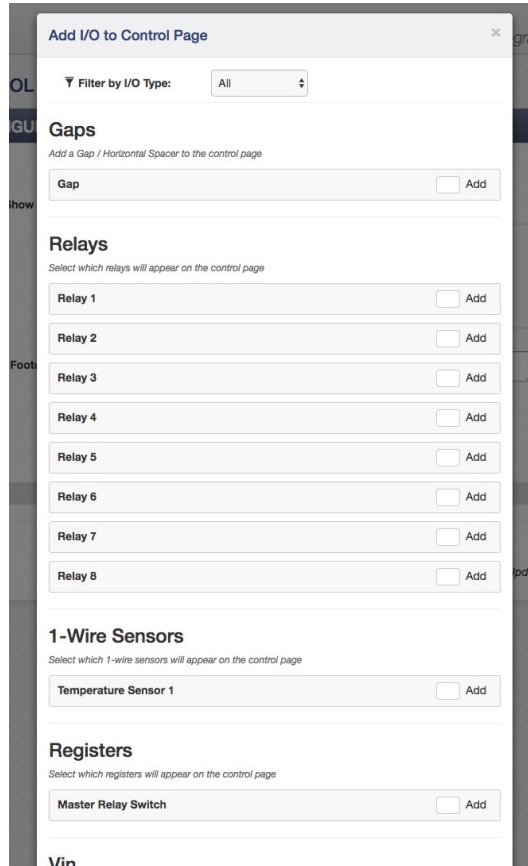 Add I/O to Control Page ×
Filter by I/O Type: All
Gaps
Add a Gap / Horizontal Spacer to the control page
Gap Add
Show
Relays
Select which relays will appear on the control page
Relay 1 Add
Relay 2 Add
Relay 3 Add
Foote
Relay 4 Add
Relay 5 Add
Relay 6 Add
Relay 7 Add
Relay 8 Add
1-Wire Sensors
Select which 1-wire sensors will appear on the control page
Temperature Sensor 1 Add
Registers
Select which registers will appear on the control page
Master Relay Switch Add
Vin